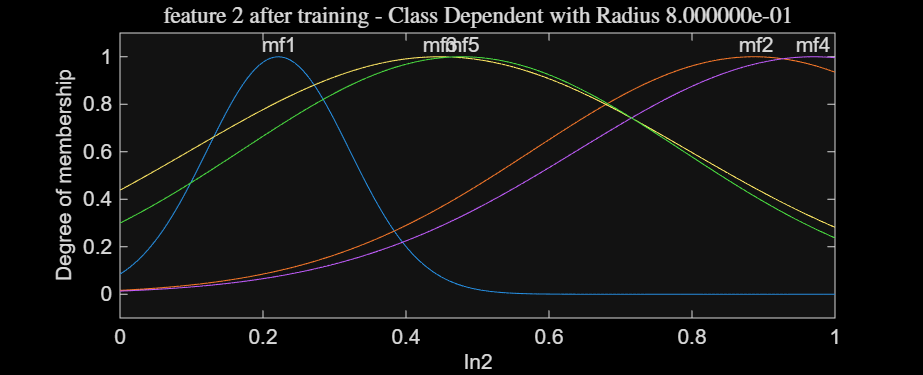 feature 2 after training - Class Dependent with Radius 8.000000e-01
mf1 mf3 mf5 mf2 mf4
Degree of membership
1
0.8
0.6
0.4
0.2
0
0 0.2 0.4 0.6 0.8 1
In2